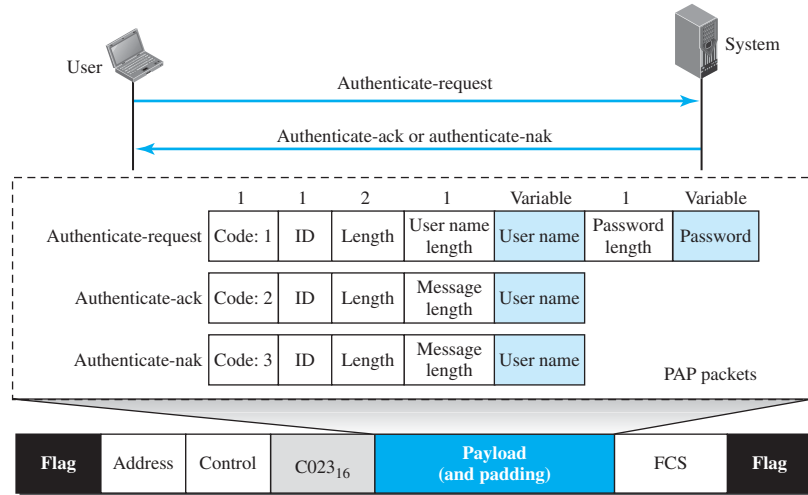 User
System
Authenticate-request
Authenticate-ack or authenticate-nak
1 1 2 1 Variable 1 Variable
Authenticate-request Code: 1 ID Length User name length User name Password length Password
Authenticate-ack Code: 2 ID Length Message length User name
Authenticate-nak Code: 3 ID Length Message length User name
PAP packets
Flag Address Control C023₁₆ Payload (and padding) FCS Flag